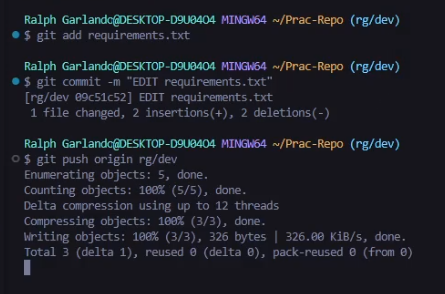 Ralph Garlandc@DESKTOP-D9U04O4 MINGW64 ~/Prac-Repo (rg/dev)
$ git add requirements.txt
Ralph Garlandc@DESKTOP-D9U04O4 MINGW64 ~/Prac-Repo (rg/dev)
$ git commit -m "EDIT requirements.txt"
[rg/dev 09c51c52] EDIT requirements.txt
 1 file changed, 2 insertions(+), 2 deletions(-)
Ralph Garlandc@DESKTOP-D9U04O4 MINGW64 ~/Prac-Repo (rg/dev)
$ git push origin rg/dev
Enumerating objects: 5, done.
Counting objects: 100% (5/5), done.
Delta compression using up to 12 threads
Compressing objects: 100% (3/3), done.
Writing objects: 100% (3/3), 326 bytes | 326.00 KiB/s, done.
Total 3 (delta 1), reused 0 (delta 0), pack-reused 0 (from 0)